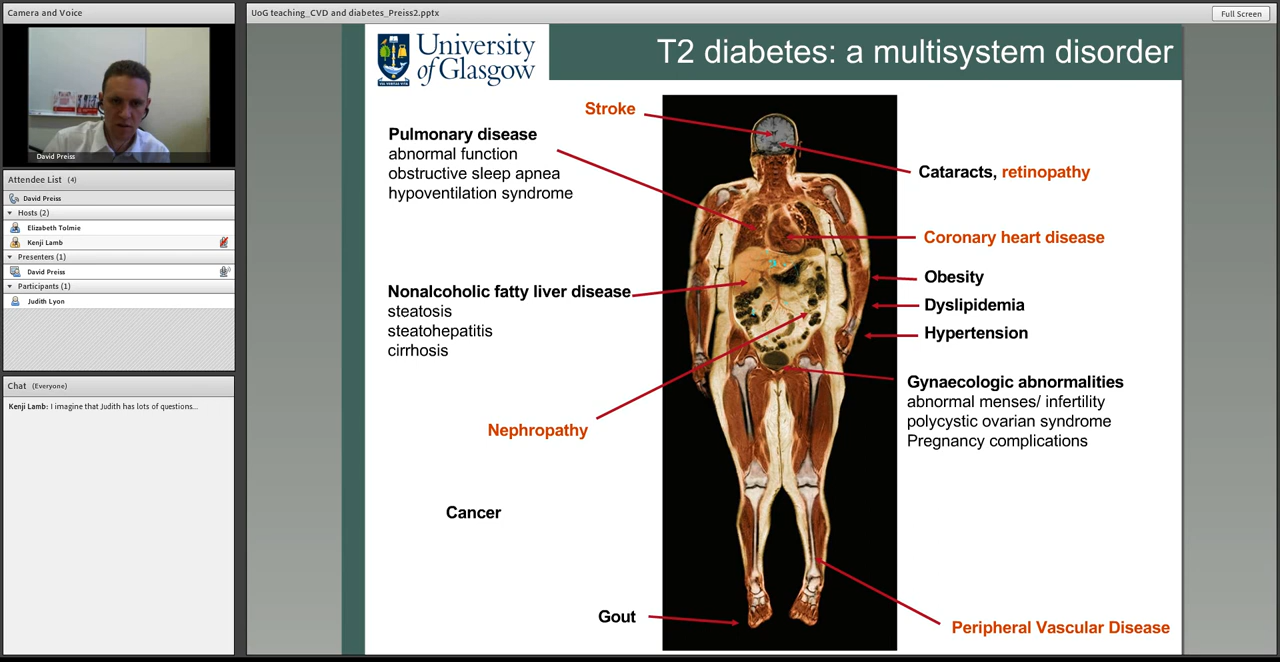 Camera and Voice
David Preiss
Attendee List (4)
David Preiss
Hosts (2)
Elizabeth Tolmie
Kenji Lamb
Presenters (1)
David Preiss
Participants (1)
Judith Lyon
Chat (Everyone)
Kenji Lamb: I imagine that Judith has lots of questions...
UoG teaching_CVD and diabetes_Preiss2.pptx
Full Screen
University
of Glasgow
T2 diabetes: a multisystem disorder
Stroke
Pulmonary disease
abnormal function
obstructive sleep apnea
hypoventilation syndrome
Cataracts, retinopathy
Coronary heart disease
Obesity
Dyslipidemia
Hypertension
Nonalcoholic fatty liver disease
steatosis
steatohepatitis
cirrhosis
Gynaecologic abnormalities
abnormal menses/ infertility
polycystic ovarian syndrome
Pregnancy complications
Nephropathy
Cancer
Gout
Peripheral Vascular Disease